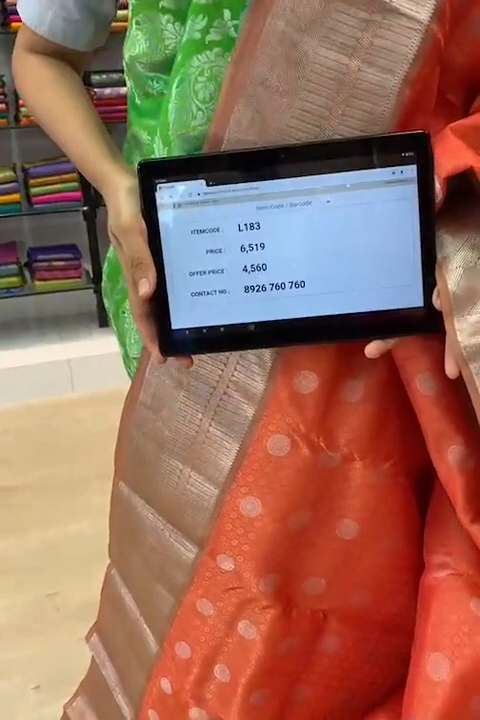 Item Code / Barcode
ITEMCODE : L183
PRICE : 6,519
OFFER PRICE : 4,560
CONTACT NO : 8926 760 760